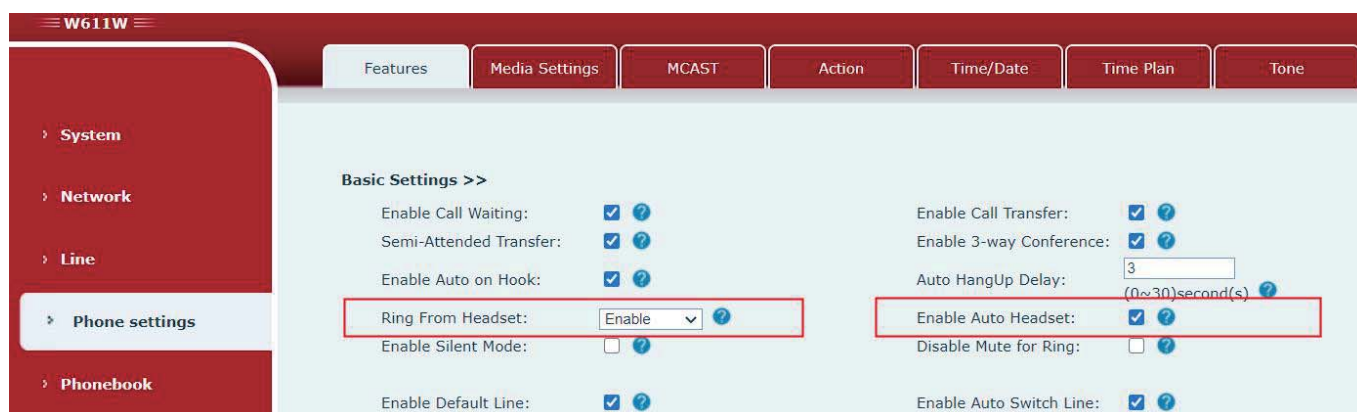 W611W
Features Media Settings MCAST Action Time/Date Time Plan Tone
System
Network
Line
Phone settings
Phonebook
Basic Settings >>
Enable Call Waiting: ? Enable Call Transfer: ?
Semi-Attended Transfer: ? Enable 3-way Conference: ?
Enable Auto on Hook: ? Auto HangUp Delay: 3
(0~30)second(s) ?
Ring From Headset: Enable ? Enable Auto Headset: ?
Enable Silent Mode: ? Disable Mute for Ring: ?
Enable Default Line: ? Enable Auto Switch Line: ?